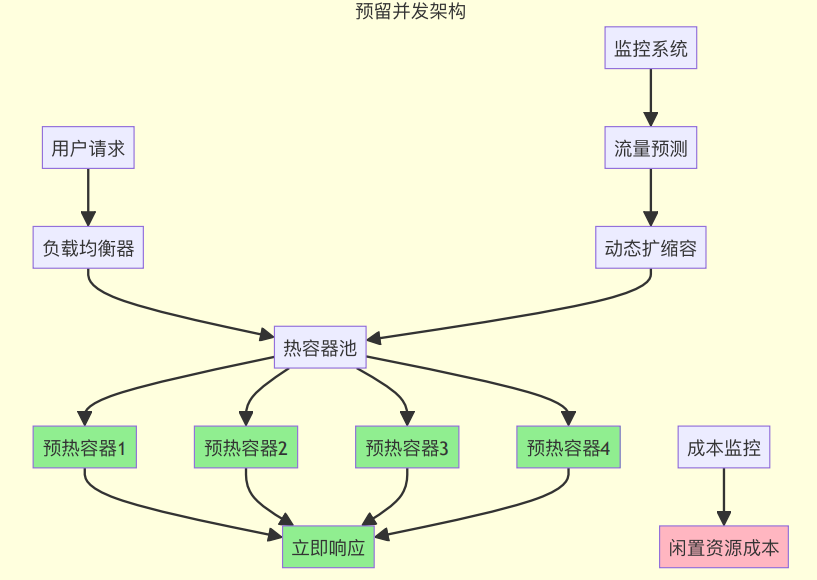 预留并发架构
监控系统
用户请求
流量预测
负载均衡器
动态扩缩容
热容器池
预热容器1
预热容器2
预热容器3
预热容器4
成本监控
立即响应
闲置资源成本